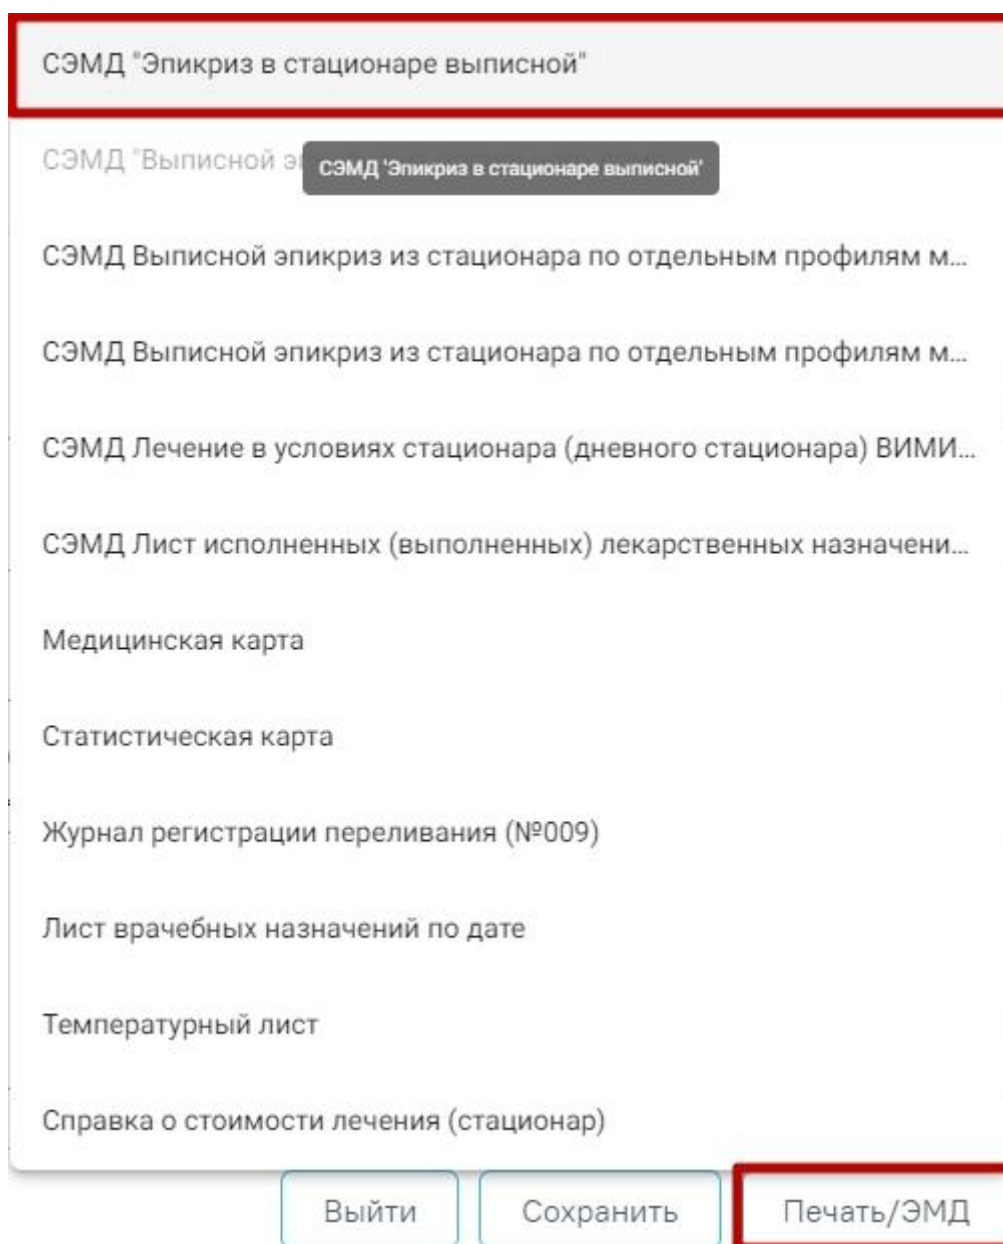 СЭМД "Эпикриз в стационаре выписной"
СЭМД "Выписной э
СЭМД 'Эпикриз в стационаре выписной'
СЭМД Выписной эпикриз из стационара по отдельным профилям м...
СЭМД Выписной эпикриз из стационара по отдельным профилям м...
СЭМД Лечение в условиях стационара (дневного стационара) ВИМИ...
СЭМД Лист исполненных (выполненных) лекарственных назначени...
Медицинская карта
Статистическая карта
Журнал регистрации переливания (№009)
Лист врачебных назначений по дате
Температурный лист
Справка о стоимости лечения (стационар)
Выйти Сохранить Печать/ЭМД